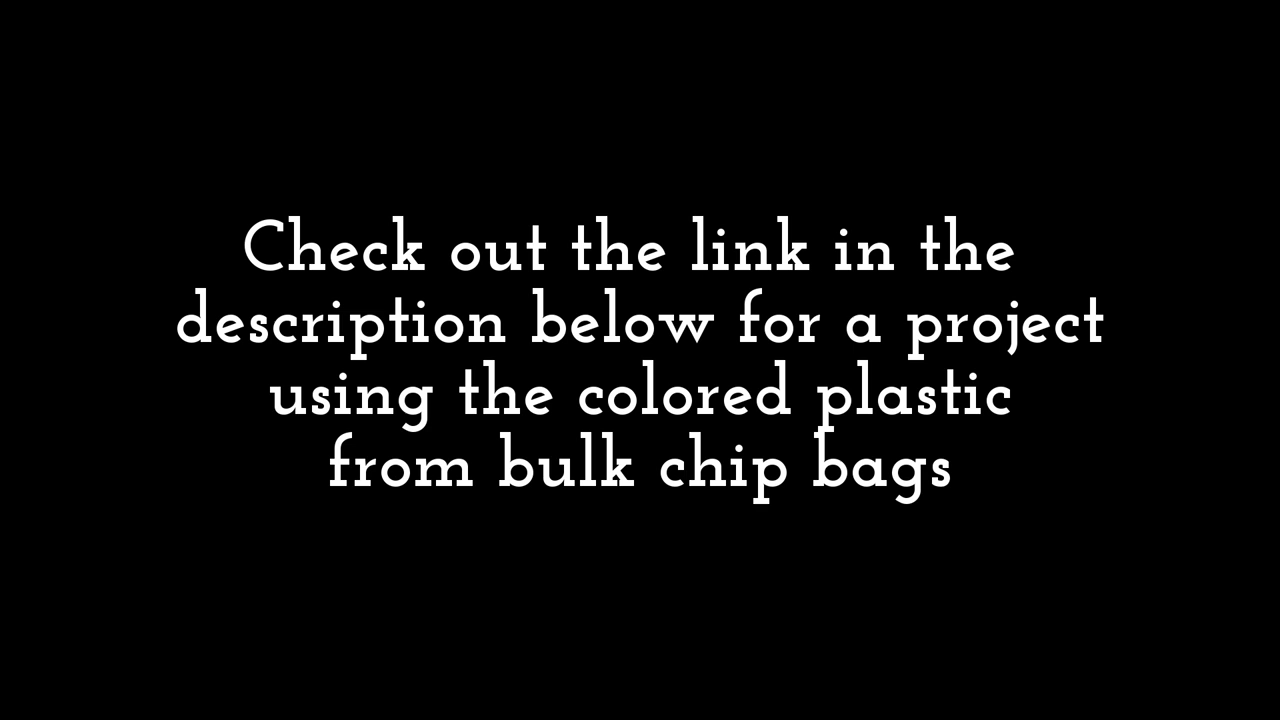 Check out the link in the
description below for a project
using the colored plastic
from bulk chip bags